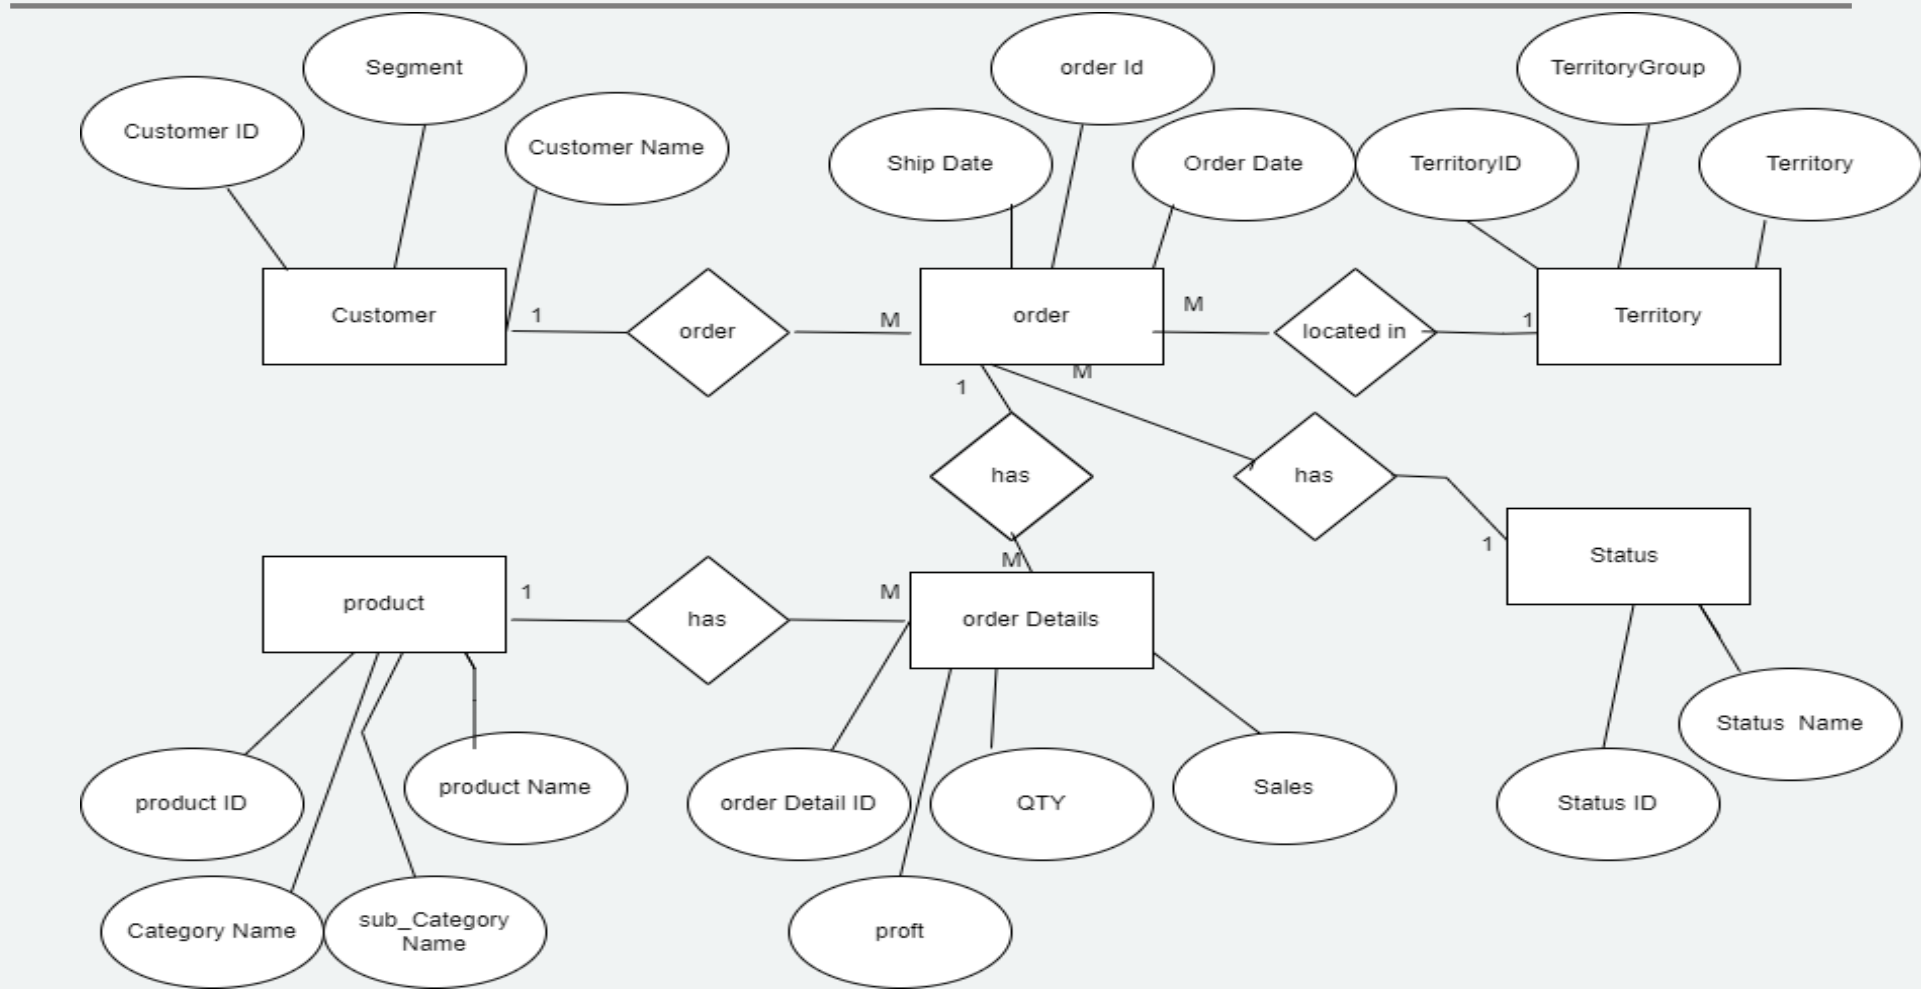 Segment
order Id
TerritoryGroup
Customer ID
Customer Name
Ship Date
Order Date
TerritoryID
Territory
Customer
1
order
M
order
M
located in
1
Territory
1
M
has
has
1
Status
M
product
1
has
M
order Details
Status  Name
product ID
product Name
order Detail ID
QTY
Sales
Status ID
Category Name
sub_Category
Name
proft